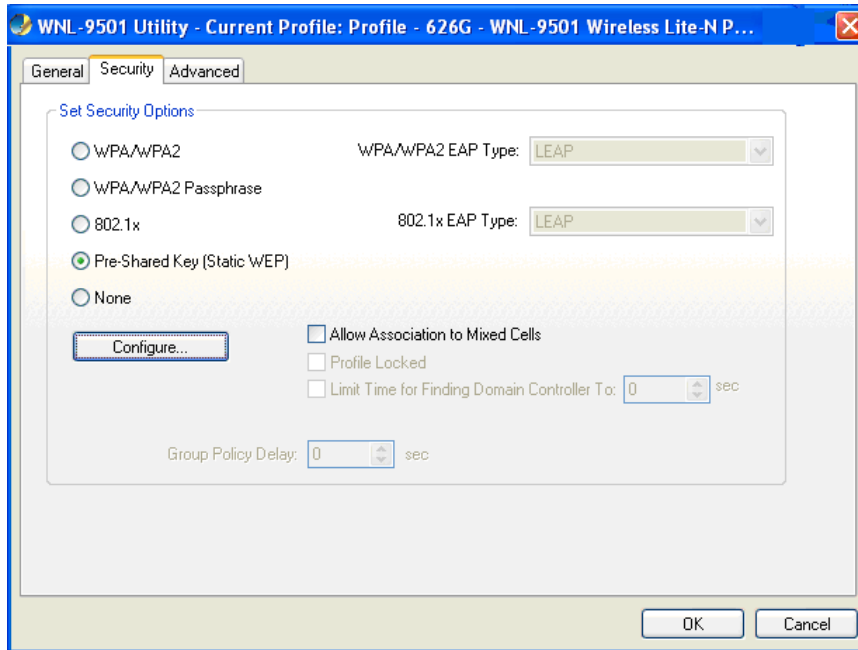 WNL-9501 Utility - Current Profile: Profile - 626G - WNL-9501 Wireless Lite-N P...
General Security Advanced
Set Security Options
WPA/WPA2 WPA/WPA2 EAP Type: LEAP
WPA/WPA2 Passphrase
802.1x 802.1x EAP Type: LEAP
Pre-Shared Key (Static WEP)
None
Configure... Allow Association to Mixed Cells
Profile Locked
Limit Time for Finding Domain Controller To: 0 sec
Group Policy Delay: 0 sec
OK Cancel